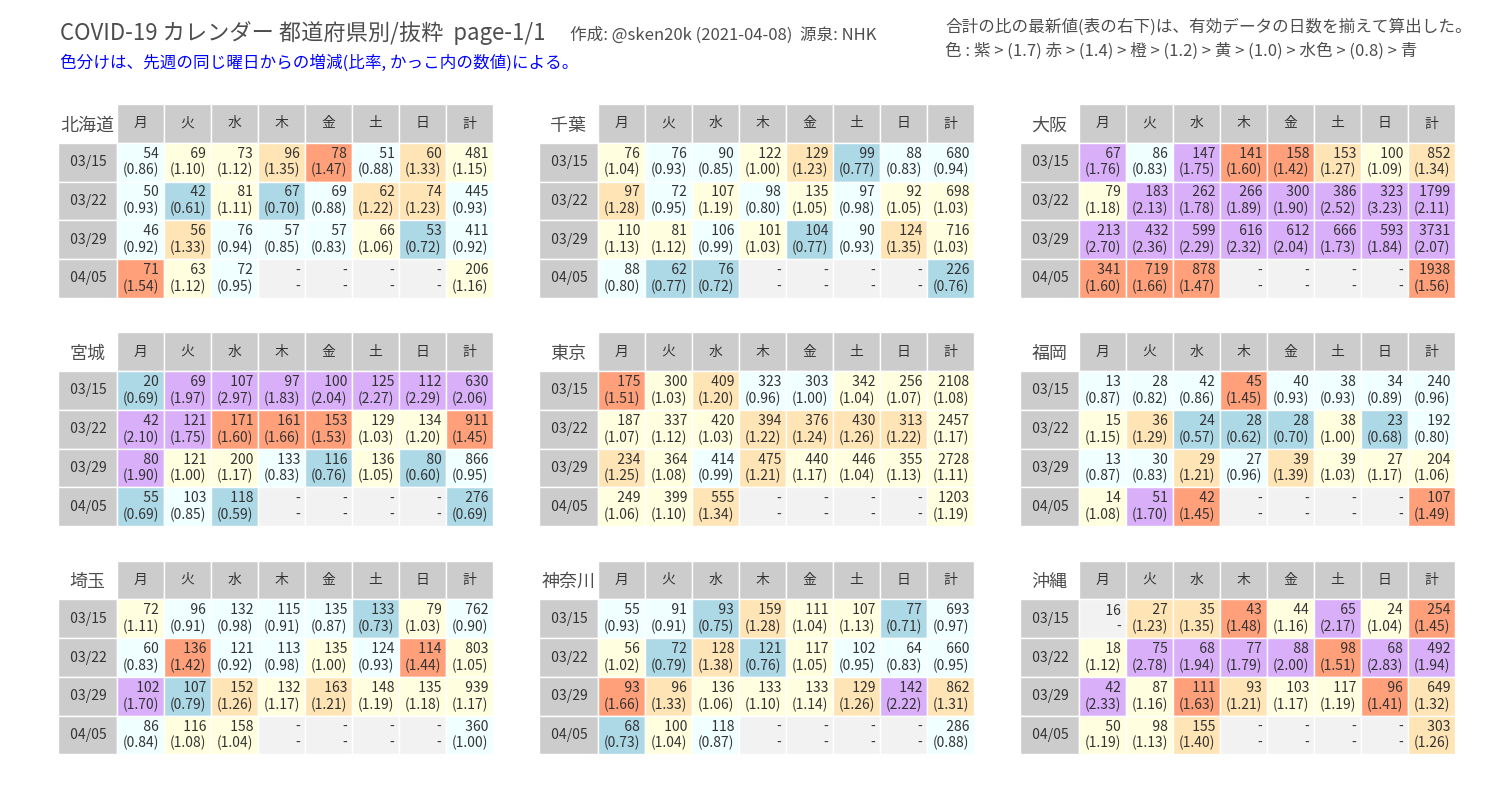 COVID-19 カレンダー 都道府県別/抜粋 page-1/1 作成: @sken20k (2021-04-08) 源泉: NHK
色分けは、先週の同じ曜日からの増減(比率, かっこ内の数値)による。
合計の比の最新値(表の右下)は、有効データの日数を揃えて算出した。
色 : 紫 > (1.7) 赤 > (1.4) > 橙 > (1.2) > 黄 > (1.0) > 水色 > (0.8) > 青
北海道 月 火 水 木 金 土 日 計
03/15 54 69 73 96 78 51 60 481
(0.86) (1.10) (1.12) (1.35) (1.47) (0.88) (1.33) (1.15)
03/22 50 42 81 67 69 62 74 445
(0.93) (0.61) (1.11) (0.70) (0.88) (1.22) (1.23) (0.93)
03/29 46 56 76 57 57 66 53 411
(0.92) (1.33) (0.94) (0.85) (0.83) (1.06) (0.72) (0.92)
04/05 71 63 72 - - - - 206
(1.54) (1.12) (0.95) - - - - (1.16)
千葉 月 火 水 木 金 土 日 計
03/15 76 76 90 122 129 99 88 680
(1.04) (0.93) (0.85) (1.00) (1.23) (0.77) (0.83) (0.94)
03/22 97 72 107 98 135 97 92 698
(1.28) (0.95) (1.19) (0.80) (1.05) (0.98) (1.05) (1.03)
03/29 110 81 106 101 104 90 124 716
(1.13) (1.12) (0.99) (1.03) (0.77) (0.93) (1.35) (1.03)
04/05 88 62 76 - - - - 226
(0.80) (0.77) (0.72) - - - - (0.76)
大阪 月 火 水 木 金 土 日 計
03/15 67 86 147 141 158 153 100 852
(1.76) (0.83) (1.75) (1.60) (1.42) (1.27) (1.09) (1.34)
03/22 79 183 262 266 300 386 323 1799
(1.18) (2.13) (1.78) (1.89) (1.90) (2.52) (3.23) (2.11)
03/29 213 432 599 616 612 666 593 3731
(2.70) (2.36) (2.29) (2.32) (2.04) (1.73) (1.84) (2.07)
04/05 341 719 878 - - - - 1938
(1.60) (1.66) (1.47) - - - - (1.56)
宮城 月 火 水 木 金 土 日 計
03/15 20 69 107 97 100 125 112 630
(0.69) (1.97) (2.97) (1.83) (2.04) (2.27) (2.29) (2.06)
03/22 42 121 171 161 153 129 134 911
(2.10) (1.75) (1.60) (1.66) (1.53) (1.03) (1.20) (1.45)
03/29 80 121 200 133 116 136 80 866
(1.90) (1.00) (1.17) (0.83) (0.76) (1.05) (0.60) (0.95)
04/05 55 103 118 - - - - 276
(0.69) (0.85) (0.59) - - - - (0.69)
東京 月 火 水 木 金 土 日 計
03/15 175 300 409 323 303 342 256 2108
(1.51) (1.03) (1.20) (0.96) (1.00) (1.04) (1.07) (1.08)
03/22 187 337 420 394 376 430 313 2457
(1.07) (1.12) (1.03) (1.22) (1.24) (1.26) (1.22) (1.17)
03/29 234 364 414 475 440 446 355 2728
(1.25) (1.08) (0.99) (1.21) (1.17) (1.04) (1.13) (1.11)
04/05 249 399 555 - - - - 1203
(1.06) (1.10) (1.34) - - - - (1.19)
福岡 月 火 水 木 金 土 日 計
03/15 13 28 42 45 40 38 34 240
(0.87) (0.82) (0.86) (1.45) (0.93) (0.93) (0.89) (0.96)
03/22 15 36 24 28 28 38 23 192
(1.15) (1.29) (0.57) (0.62) (0.70) (1.00) (0.68) (0.80)
03/29 13 30 29 27 39 39 27 204
(0.87) (0.83) (1.21) (0.96) (1.39) (1.03) (1.17) (1.06)
04/05 14 51 42 - - - - 107
(1.08) (1.70) (1.45) - - - - (1.49)
埼玉 月 火 水 木 金 土 日 計
03/15 72 96 132 115 135 133 79 762
(1.11) (0.91) (0.98) (0.91) (0.87) (0.73) (1.03) (0.90)
03/22 60 136 121 113 135 124 114 803
(0.83) (1.42) (0.92) (0.98) (1.00) (0.93) (1.44) (1.05)
03/29 102 107 152 132 163 148 135 939
(1.70) (0.79) (1.26) (1.17) (1.21) (1.19) (1.18) (1.17)
04/05 86 116 158 - - - - 360
(0.84) (1.08) (1.04) - - - - (1.00)
神奈川 月 火 水 木 金 土 日 計
03/15 55 91 93 159 111 107 77 693
(0.93) (0.91) (0.75) (1.28) (1.04) (1.13) (0.71) (0.97)
03/22 56 72 128 121 117 102 64 660
(1.02) (0.79) (1.38) (0.76) (1.05) (0.95) (0.83) (0.95)
03/29 93 96 136 133 133 129 142 862
(1.66) (1.33) (1.06) (1.10) (1.14) (1.26) (2.22) (1.31)
04/05 68 100 118 - - - - 286
(0.73) (1.04) (0.87) - - - - (0.88)
沖縄 月 火 水 木 金 土 日 計
03/15 16 27 35 43 44 65 24 254
- (1.23) (1.35) (1.48) (1.16) (2.17) (1.04) (1.45)
03/22 18 75 68 77 88 98 68 492
(1.12) (2.78) (1.94) (1.79) (2.00) (1.51) (2.83) (1.94)
03/29 42 87 111 93 103 117 96 649
(2.33) (1.16) (1.63) (1.21) (1.17) (1.19) (1.41) (1.32)
04/05 50 98 155 - - - - 303
(1.19) (1.13) (1.40) - - - - (1.26)